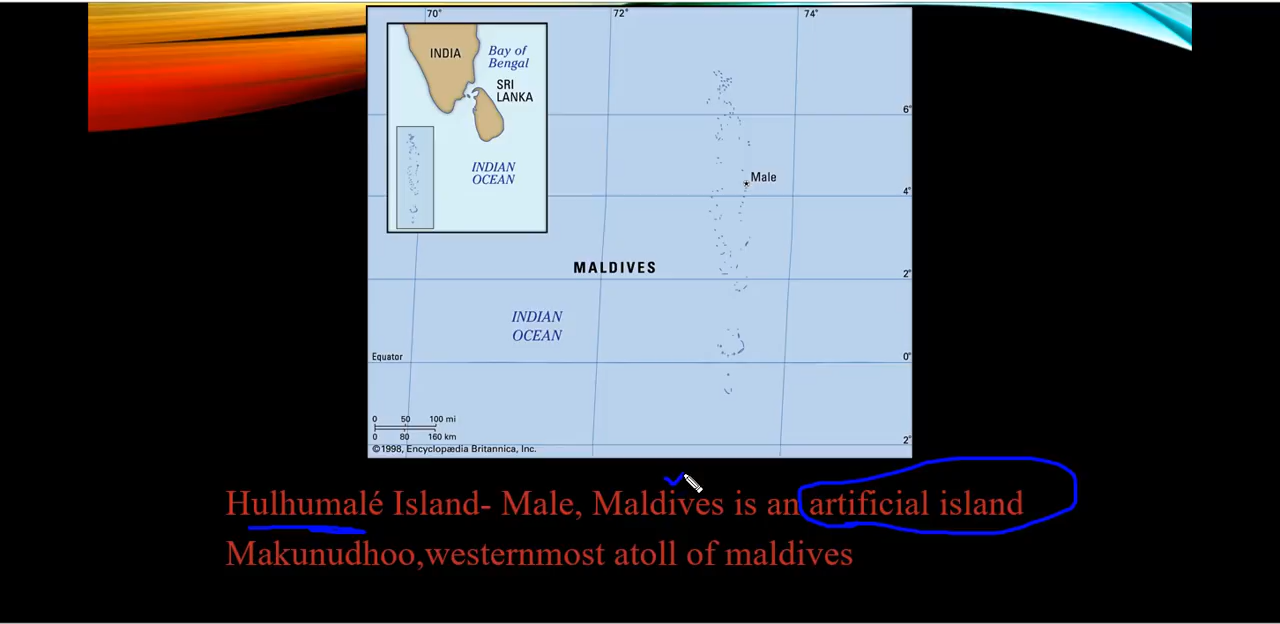 70°
72°
74°
INDIA
Bay of
Bengal
SRI
LANKA
INDIAN
OCEAN
6°
Male
4°
MALDIVES
2°
INDIAN
OCEAN
Equator
0°
0 50 100 mi
0 80 160 km
2°
©1998, Encyclopædia Britannica, Inc.
Hulhumalé Island- Male, Maldives is an artificial island
Makunudhoo,westernmost atoll of maldives